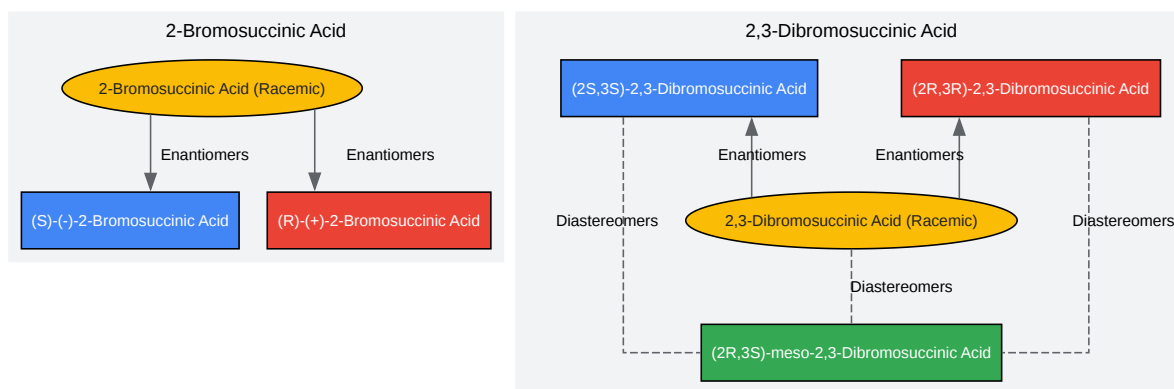 2-Bromosuccinic Acid
2-Bromosuccinic Acid (Racemic)
Enantiomers
Enantiomers
(S)-(-)-2-Bromosuccinic Acid
(R)-(+)-2-Bromosuccinic Acid
2,3-Dibromosuccinic Acid
(2S,3S)-2,3-Dibromosuccinic Acid
(2R,3R)-2,3-Dibromosuccinic Acid
Enantiomers
Enantiomers
Diastereomers
2,3-Dibromosuccinic Acid (Racemic)
Diastereomers
Diastereomers
(2R,3S)-meso-2,3-Dibromosuccinic Acid